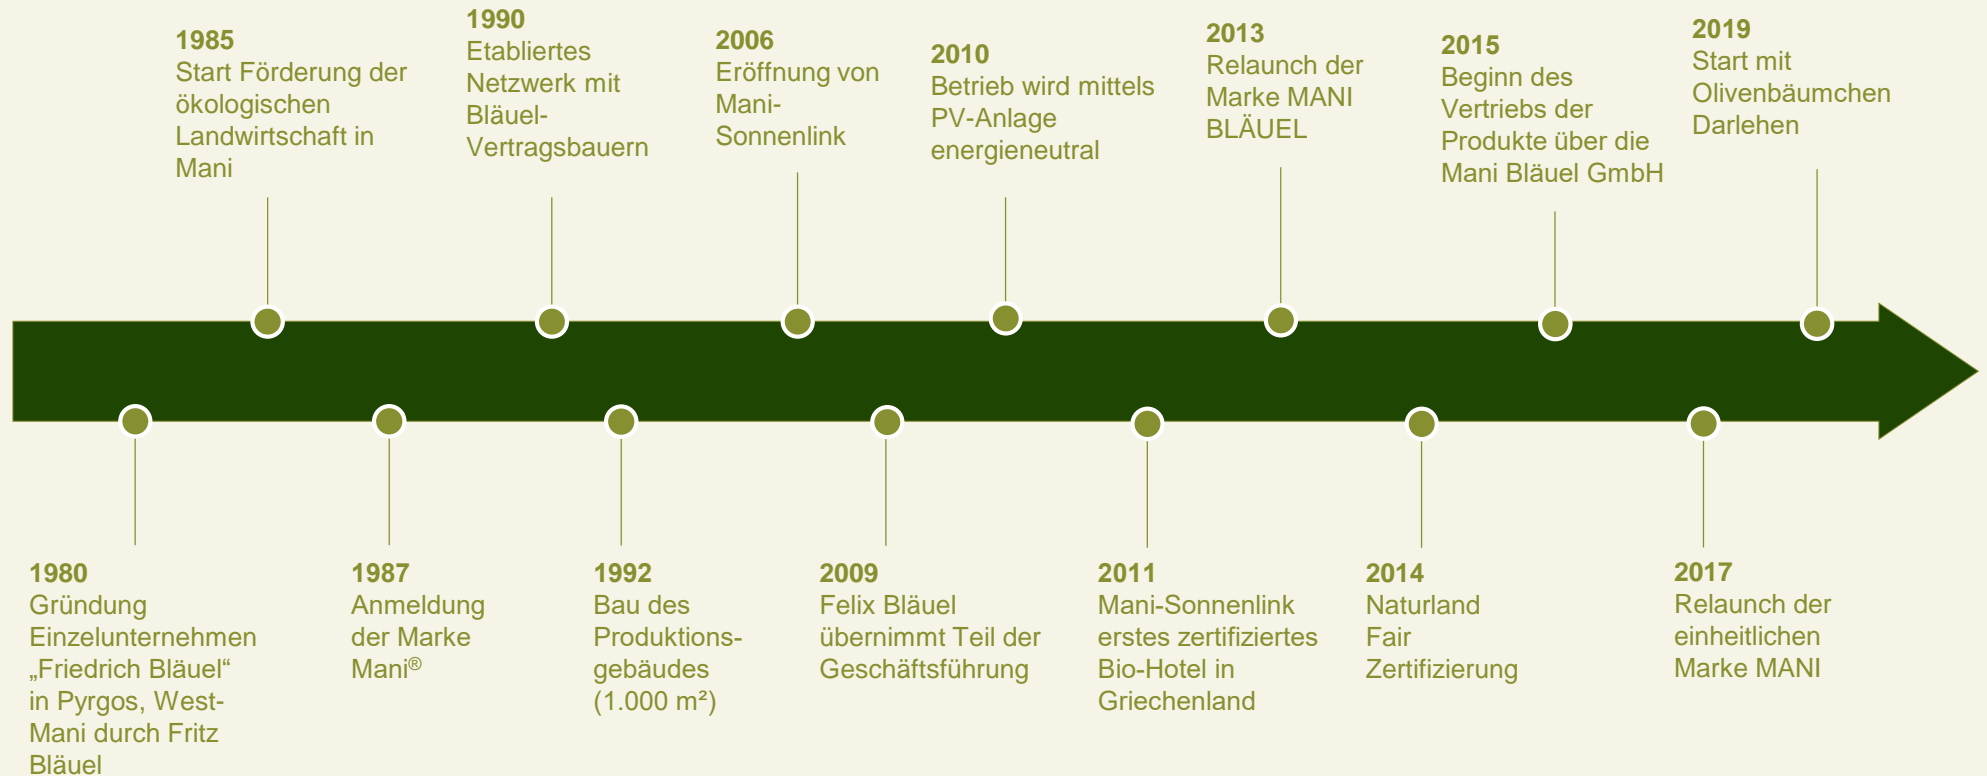 1985
Start Förderung der
ökologischen
Landwirtschaft in
Mani
1990
Etabliertes
Netzwerk mit
Bläuel-
Vertragsbauern
2006
Eröffnung von
Mani-
Sonnenlink
2010
Betrieb wird mittels
PV-Anlage
energieneutral
2013
Relaunch der
Marke MANI
BLÄUEL
2015
Beginn des
Vertriebs der
Produkte über die
Mani Bläuel GmbH
2019
Start mit
Olivenbäumchen
Darlehen
1980
Gründung
Einzelunternehmen
„Friedrich Bläuel“
in Pyrgos, West-
Mani durch Fritz
Bläuel
1987
Anmeldung
der Marke
Mani®
1992
Bau des
Produktions-
gebäudes
(1.000 m²)
2009
Felix Bläuel
übernimmt Teil der
Geschäftsführung
2011
Mani-Sonnenlink
erstes zertifiziertes
Bio-Hotel in
Griechenland
2014
Naturland
Fair
Zertifizierung
2017
Relaunch der
einheitlichen
Marke MANI